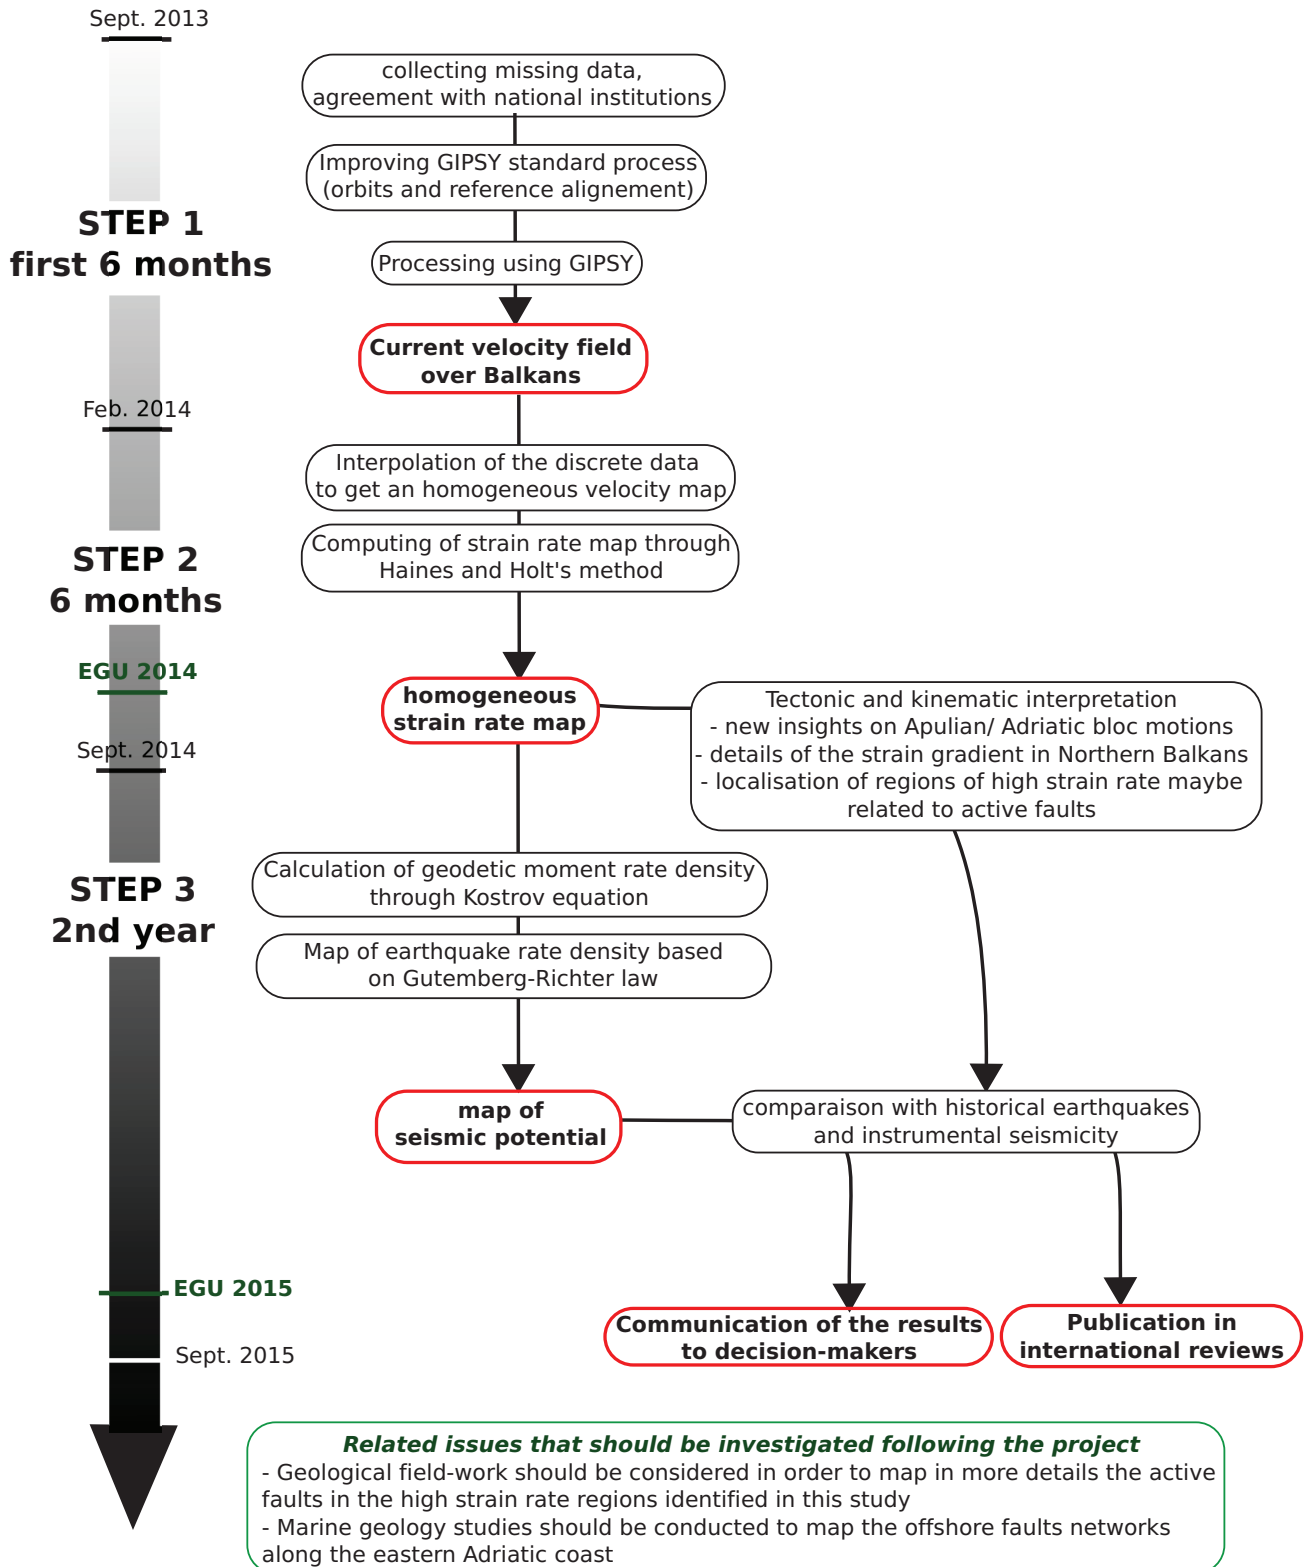 Sept. 2013
collecting missing data,
agreement with national institutions
Improving GIPSY standard process
(orbits and reference alignement)
STEP 1
first 6 months
Processing using GIPSY
Current velocity field
over Balkans
Feb. 2014
Interpolation of the discrete data
to get an homogeneous velocity map
STEP 2
6 months
Computing of strain rate map through
Haines and Holt's method
EGU 2014
homogeneous
strain rate map
Tectonic and kinematic interpretation
- new insights on Apulian/ Adriatic bloc motions
- details of the strain gradient in Northern Balkans
- localisation of regions of high strain rate maybe
related to active faults
Sept. 2014
Calculation of geodetic moment rate density
through Kostrov equation
STEP 3
2nd year
Map of earthquake rate density based
on Gutemberg-Richter law
map of
seismic potential
comparaison with historical earthquakes
and instrumental seismicity
EGU 2015
Sept. 2015
Communication of the results
to decision-makers
Publication in
international reviews
Related issues that should be investigated following the project
- Geological field-work should be considered in order to map in more details the active
faults in the high strain rate regions identified in this study
- Marine geology studies should be conducted to map the offshore faults networks
along the eastern Adriatic coast